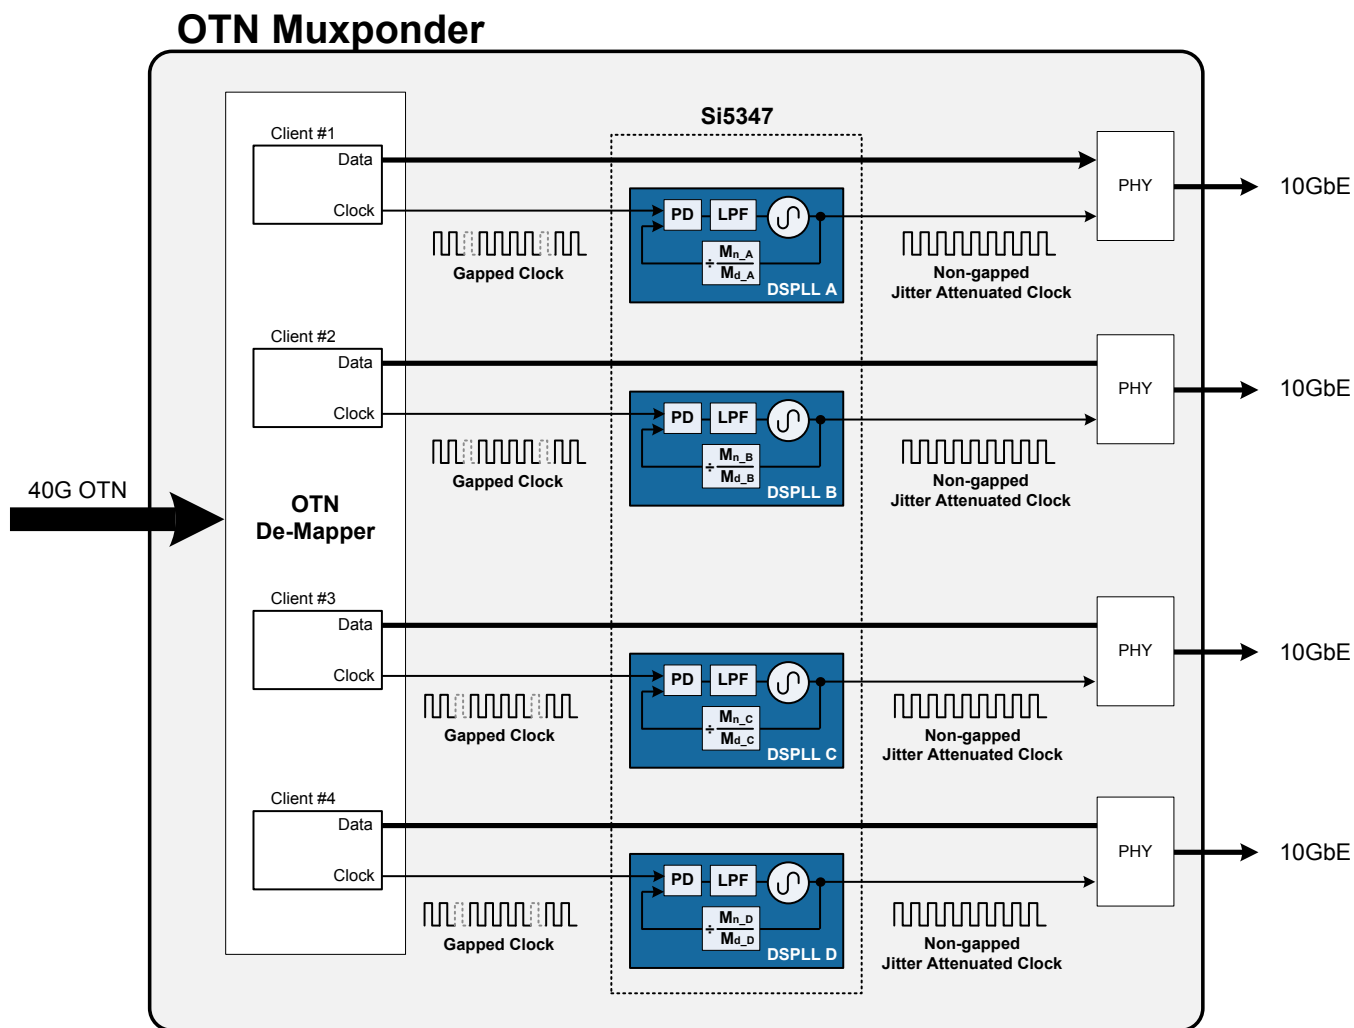 OTN Muxponder
Si5347
Client #1
Data
Clock
Gapped Clock
PD
LPF
÷ Mn_A
Md_A
DSPLL A
Non-gapped
Jitter Attenuated Clock
PHY
10GbE
Client #2
Data
Clock
Gapped Clock
PD
LPF
÷ Mn_B
Md_B
DSPLL B
Non-gapped
Jitter Attenuated Clock
PHY
10GbE
40G OTN
OTN
De-Mapper
Client #3
Data
Clock
Gapped Clock
PD
LPF
÷ Mn_C
Md_C
DSPLL C
Non-gapped
Jitter Attenuated Clock
PHY
10GbE
Client #4
Data
Clock
Gapped Clock
PD
LPF
÷ Mn_D
Md_D
DSPLL D
Non-gapped
Jitter Attenuated Clock
PHY
10GbE